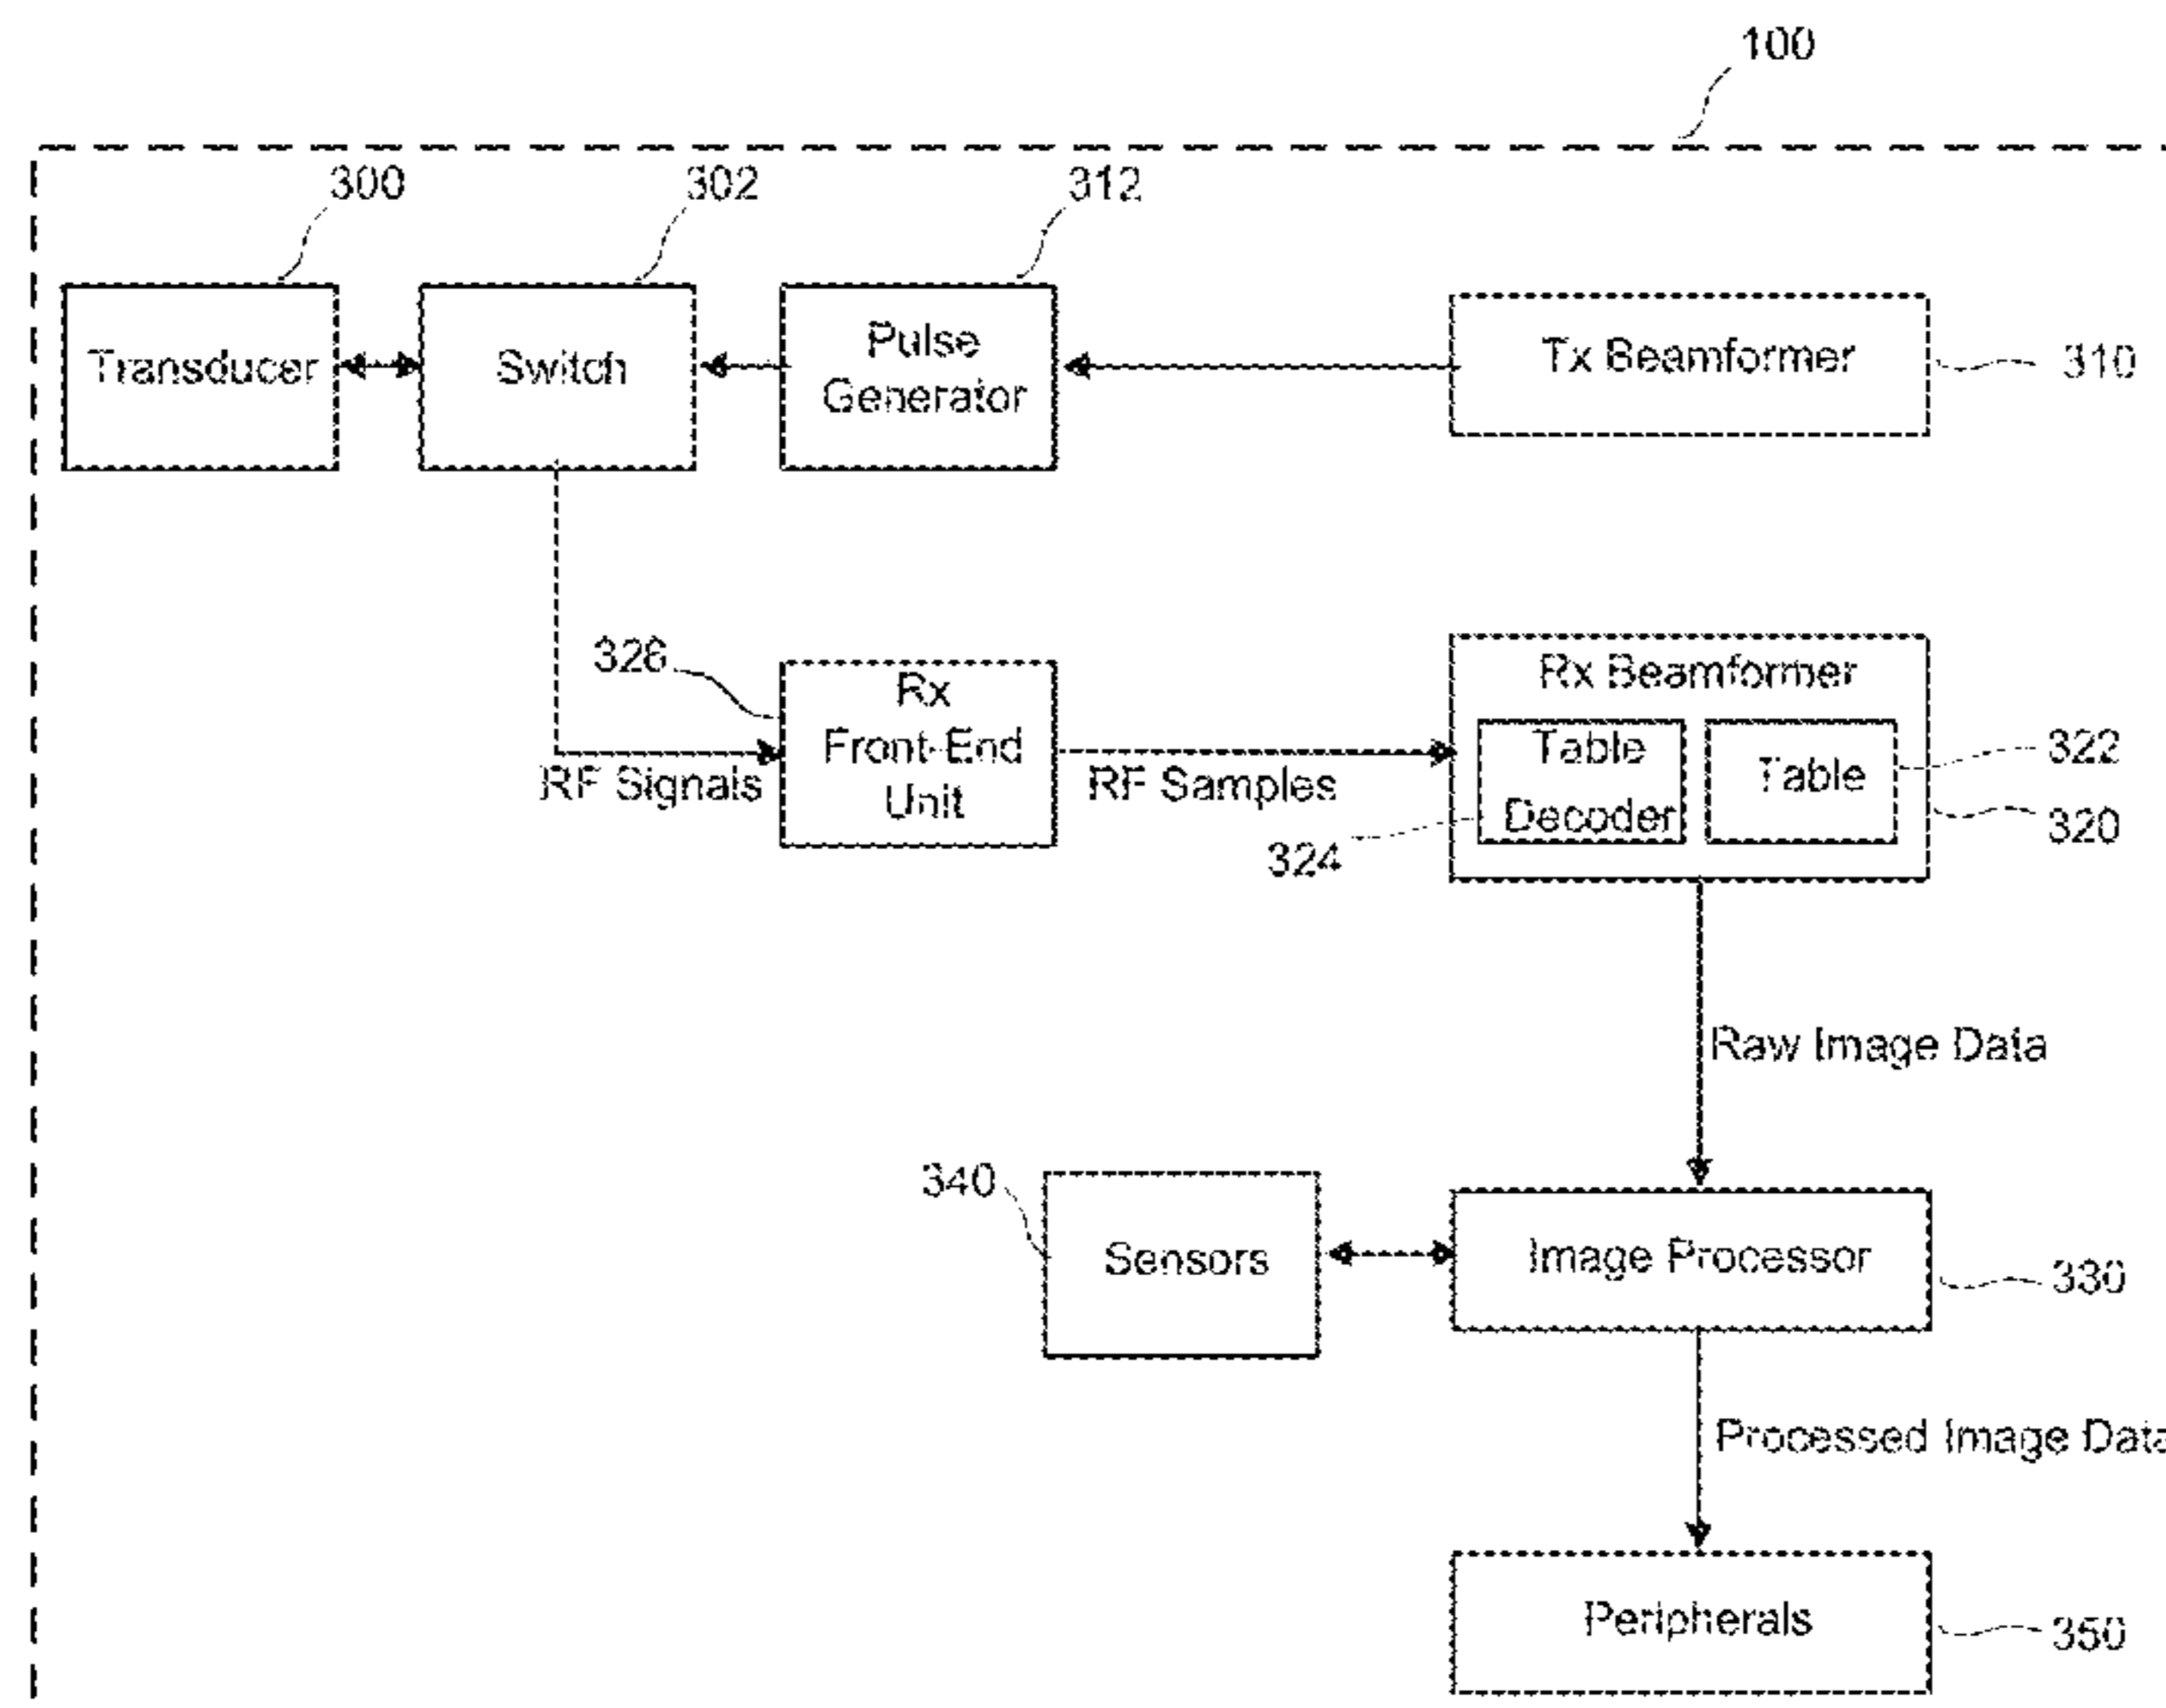 100
300
302
312
Transducer
Switch
Pulse
Generator
Tx Beamformer
310
326
Rx
Front-End
Unit
RF Signals
RF Samples
Rx Beamformer
Table
Decoder
Table
322
320
324
Raw Image Data
340
Sensors
Image Processor
330
Processed Image Data
Peripherals
350